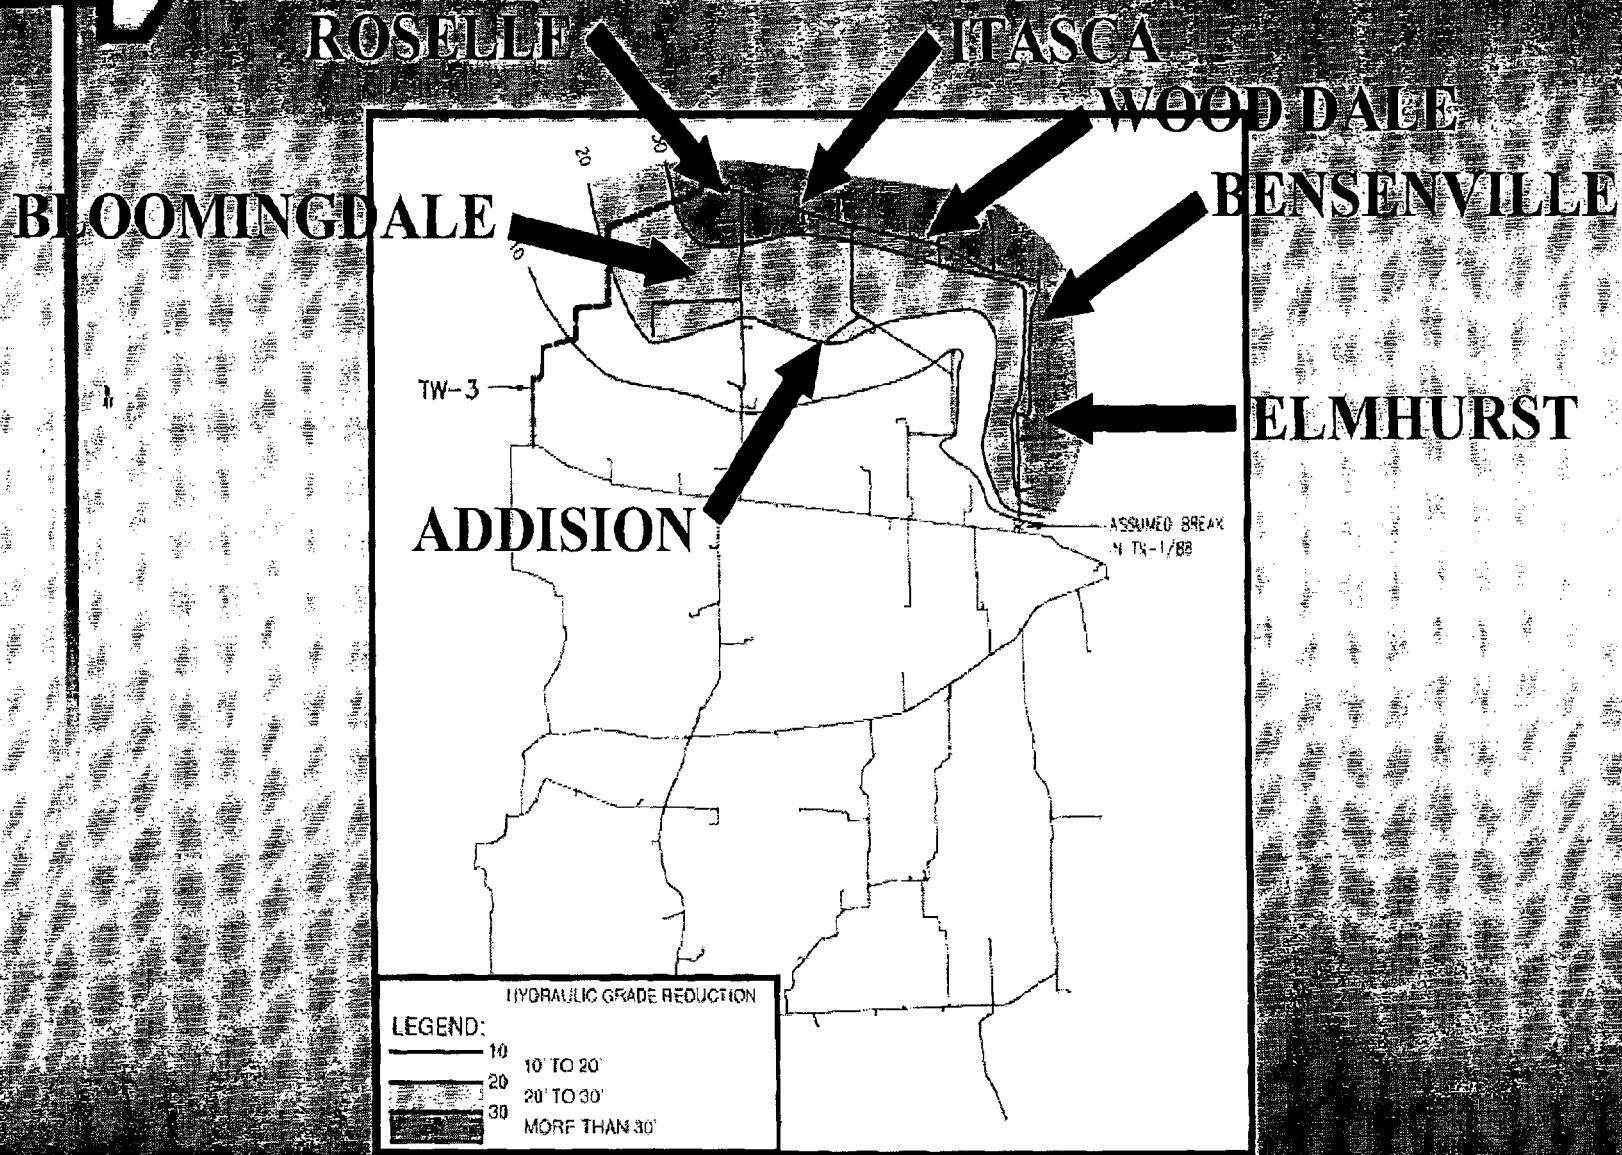 ROSELLE
ITASCA
WOOD DALE
BENSENVILLE
BLOOMINGDALE
20
30
10
TW-3
ELMHURST
ADDISION
ASSUMED BREAK
HYDRAULIC GRADE REDUCTION
LEGEND:
10
10' TO 20'
20
20' TO 30'
30
MORE THAN 30'